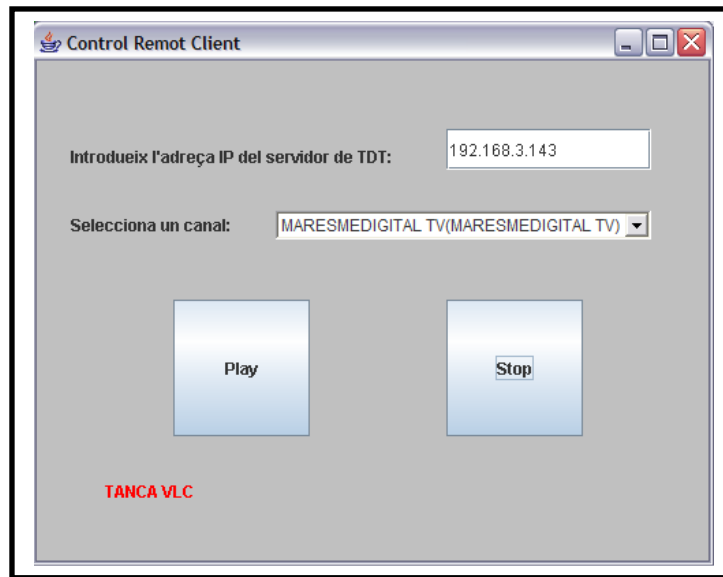 Control Remot Client
Introdueix l'adreça IP del servidor de TDT:
192.168.3.143
Selecciona un canal:
MARESMEDIGITAL TV(MARESMEDIGITAL TV)
Play
Stop
TANCA VLC